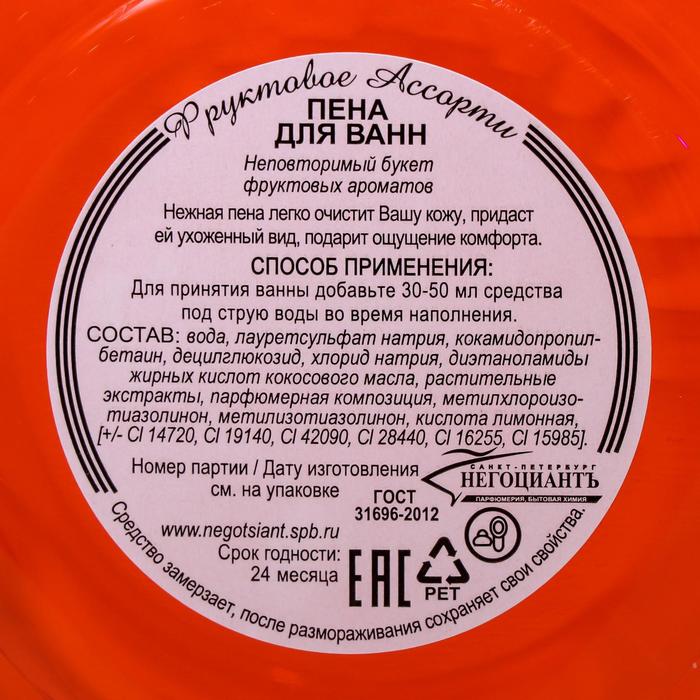 Фруктовое Ассорти
ПЕНА
ДЛЯ ВАНН
Неповторимый букет
фруктовых ароматов
Нежная пена легко очистит Вашу кожу, придаст
ей ухоженный вид, подарит ощущение комфорта.
СПОСОБ ПРИМЕНЕНИЯ:
Для принятия ванны добавьте 30-50 мл средства
под струю воды во время наполнения.
СОСТАВ: вода, лауретсульфат натрия, кокамидопропил-
бетаин, децилглюкозид, хлорид натрия, диэтаноламиды
жирных кислот кокосового масла, растительные
экстракты, парфюмерная композиция, метилхлороизо-
тиазолинон, метилизотиазолинон, кислота лимонная,
[+/- CI 14720, CI 19140, CI 42090, CI 28440, CI 16255, CI 15985].
Номер партии / Дату изготовления
см. на упаковке
САНКТ-ПЕТЕРБУРГ
НЕГОЦИАНТЪ
ПАРФЮМЕРИЯ, БЫТОВАЯ ХИМИЯ
ГОСТ
31696-2012
www.negotsiant.spb.ru
Срок годности:
24 месяца
EAC
PET
Средство замерзает, после размораживания сохраняет свои свойства.